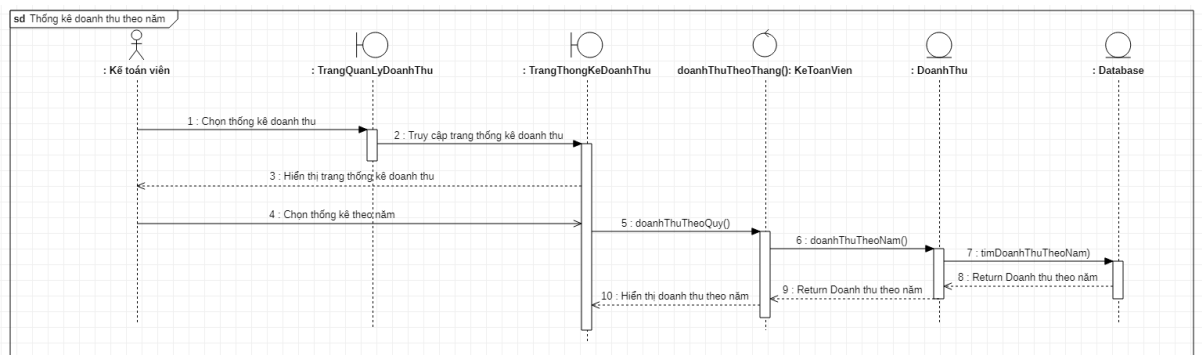 sd Thống kê doanh thu theo năm
: Kế toán viên
: TrangQuanLyDoanhThu
: TrangThongKeDoanhThu
doanhThuTheoThang(): KeToanVien
: DoanhThu
: Database
1 : Chọn thống kê doanh thu
2 : Truy cập trang thống kê doanh thu
3 : Hiển thị trang thống kê doanh thu
4 : Chọn thống kê theo năm
5 : doanhThuTheoQuy()
6 : doanhThuTheoNam()
7 : timDoanhThuTheoNam)
8 : Return Doanh thu theo năm
9 : Return Doanh thu theo năm
10 : Hiển thị doanh thu theo năm